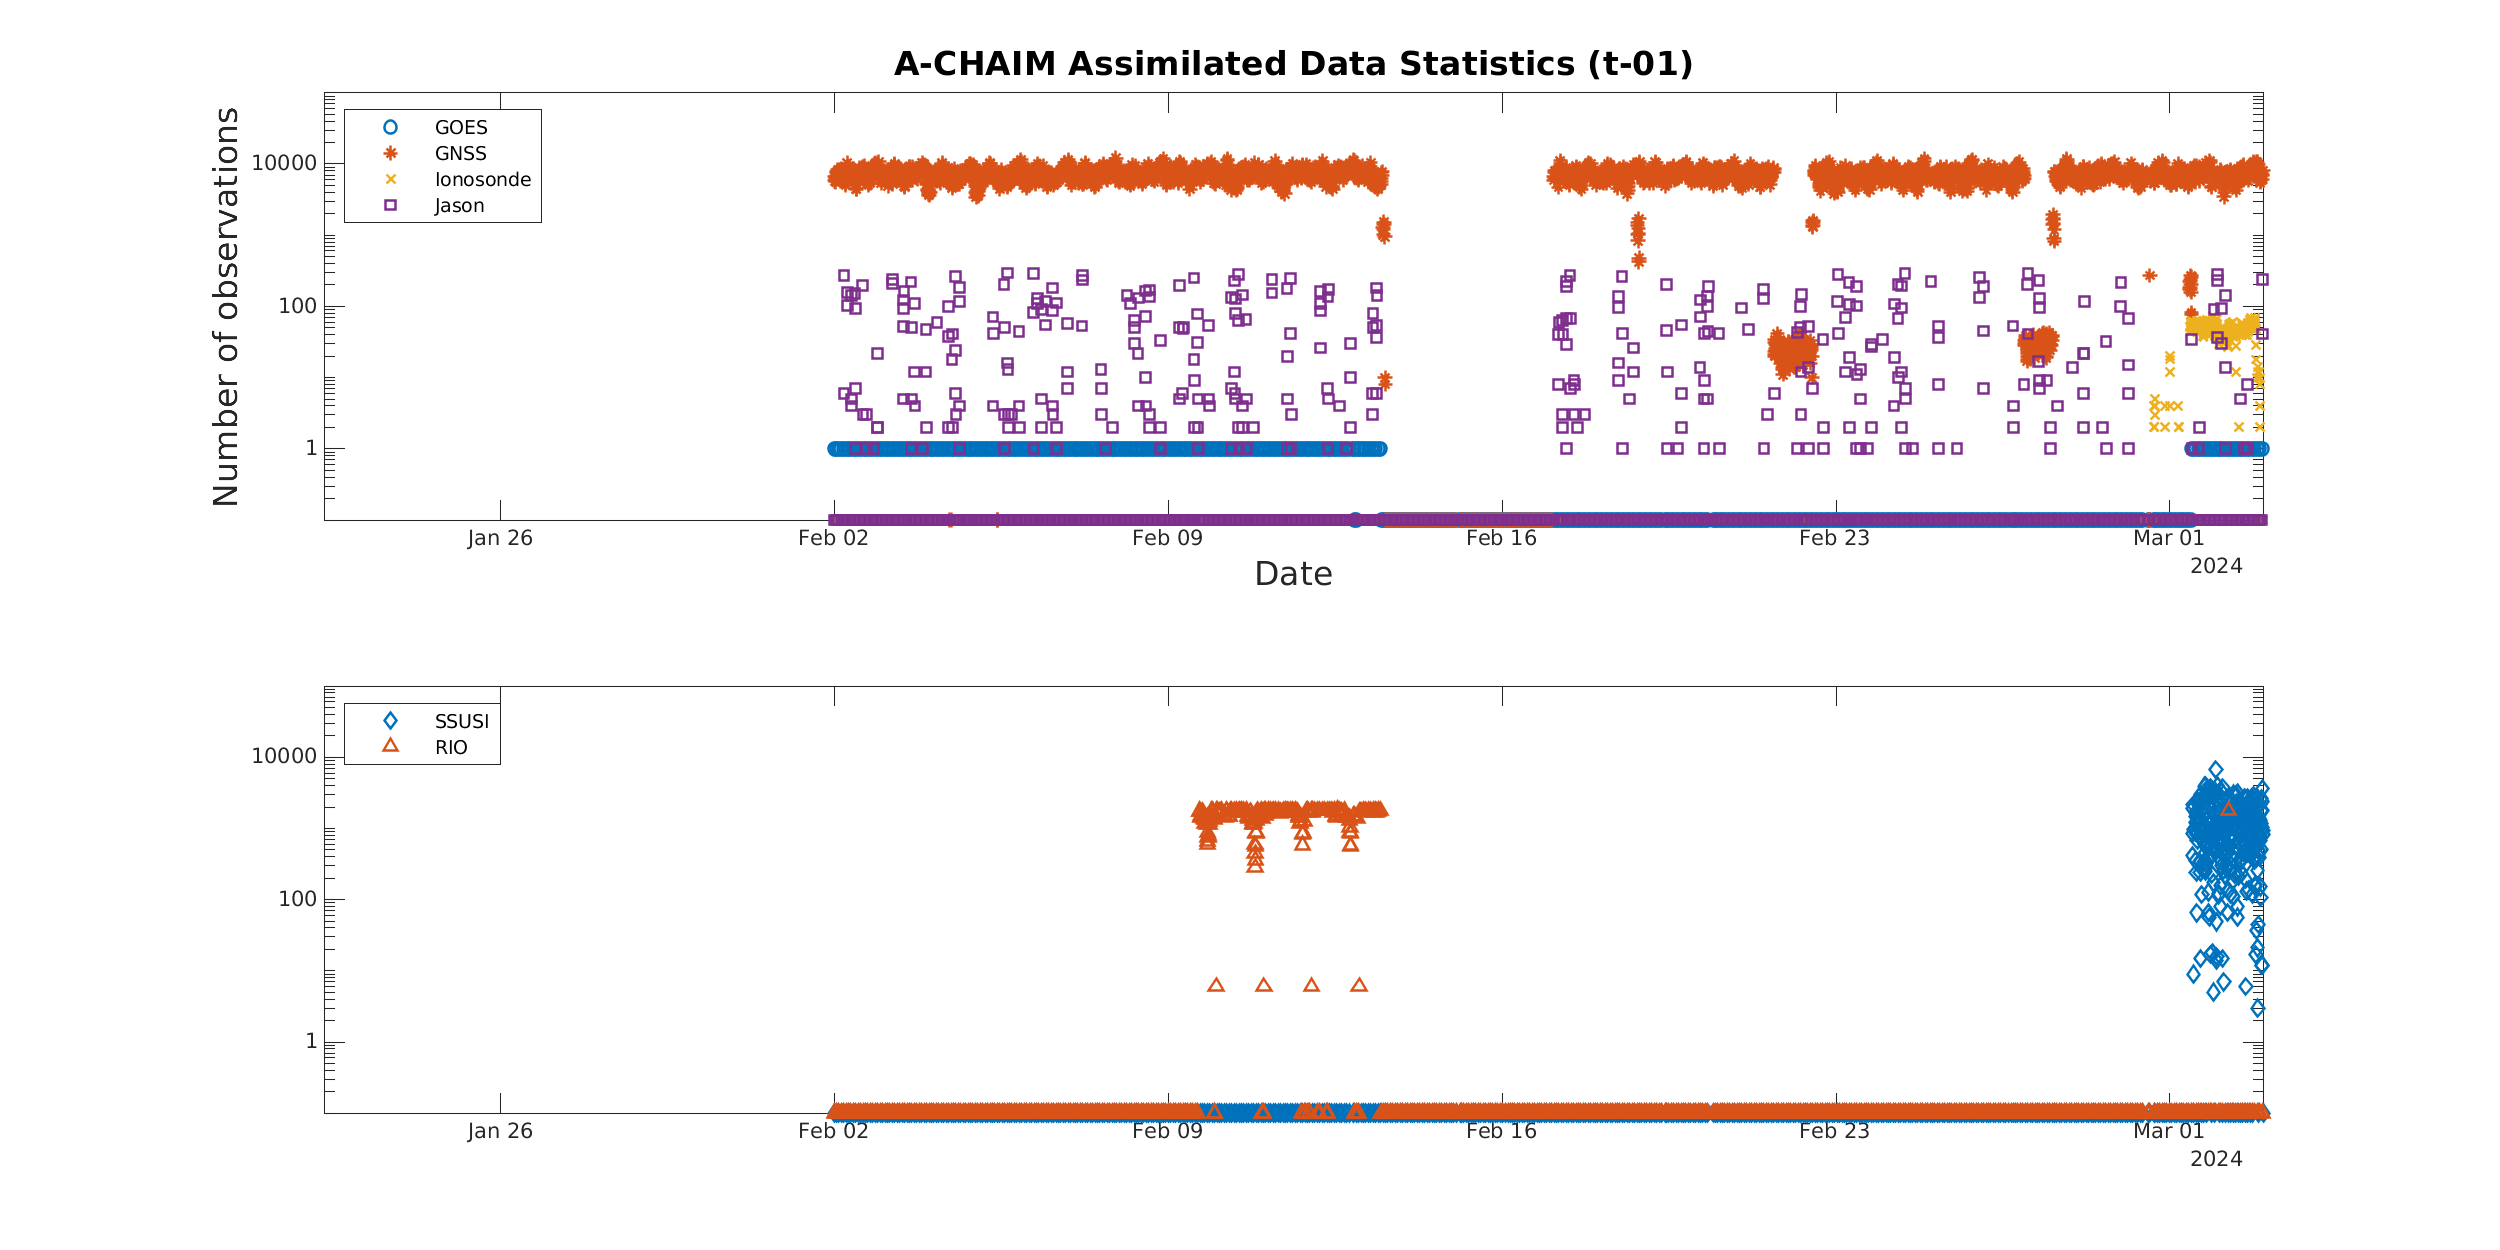 A-CHAIM Assimilated Data Statistics (t-01)
Number of observations
10000
100
1
GOES
GNSS
Ionosonde
Jason
Jan 26
Feb 02
Feb 09
Feb 16
Feb 23
Mar 01
2024
Date
10000
100
1
SSUSI
RIO
Jan 26
Feb 02
Feb 09
Feb 16
Feb 23
Mar 01
2024